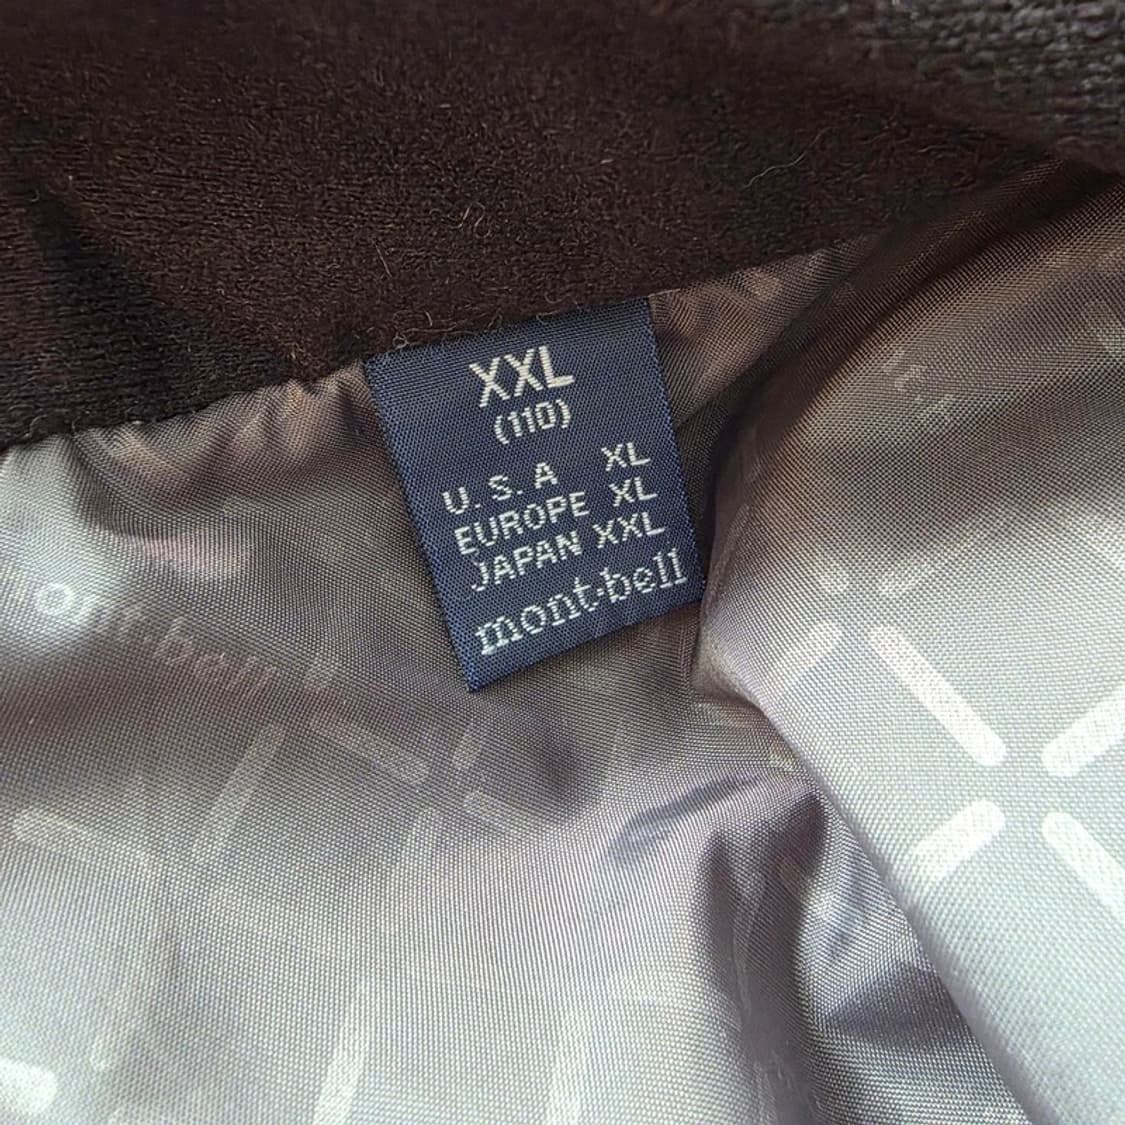 XXL
(110)
U.S.A XL
EUROPE XL
JAPAN XXL
mont·bell